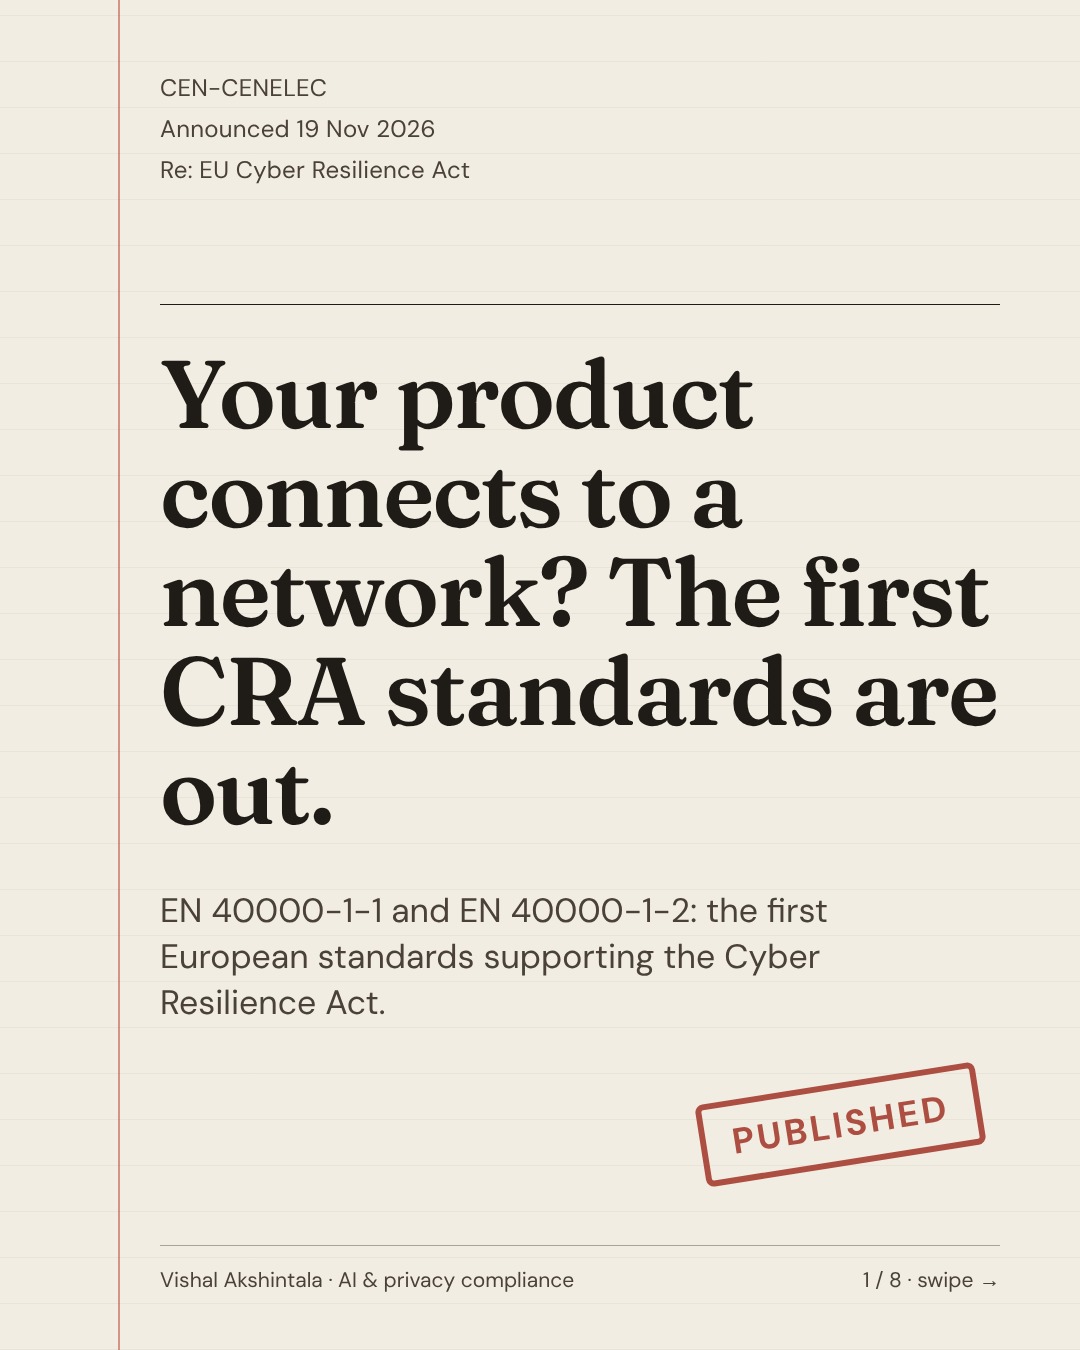 CEN-CENELEC
Announced 19 Nov 2026
Re: EU Cyber Resilience Act
Your product
connects to a
network? The first
CRA standards are
out.
EN 40000-1-1 and EN 40000-1-2: the first
European standards supporting the Cyber
Resilience Act.
PUBLISHED
Vishal Akshintala · AI & privacy compliance
1 / 8 · swipe →